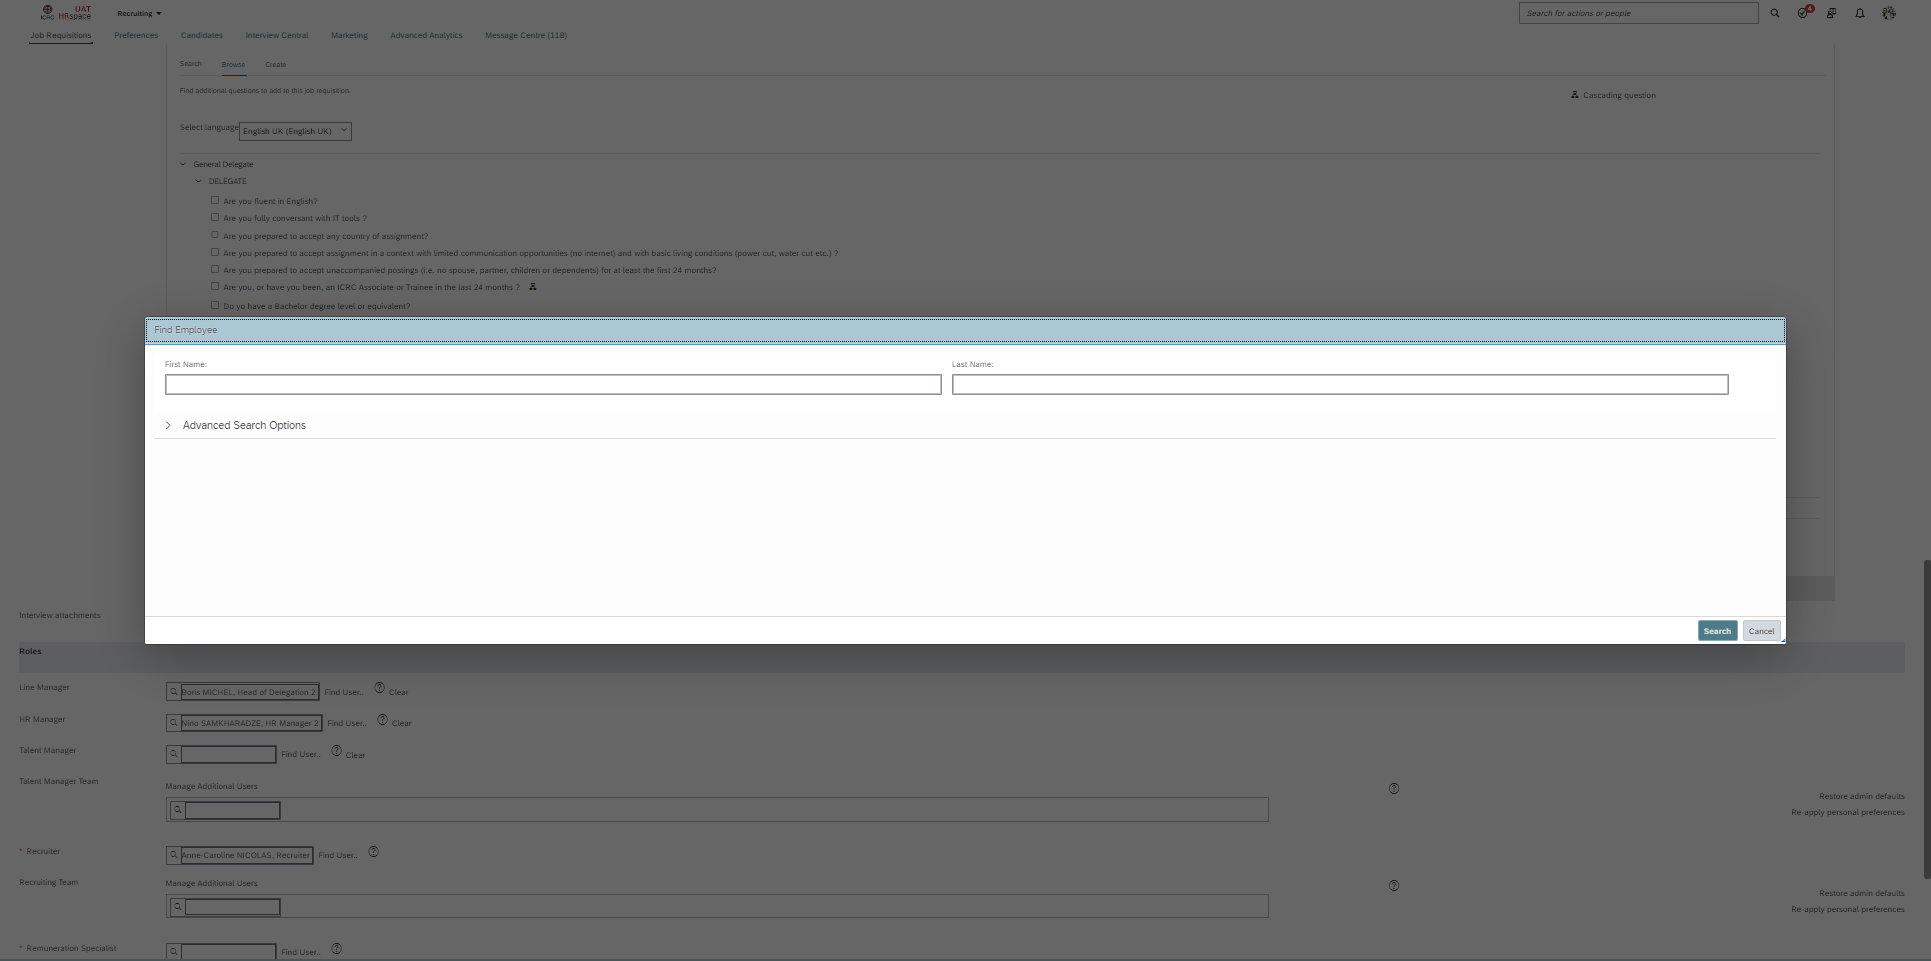 ICRC UAT HRspace Recruiting
Search for actions or people
4
Job Requisitions Preferences Candidates Interview Central Marketing Advanced Analytics Message Centre (118)
Search Browse Create
Find additional questions to add to this job requisition.
Cascading question
Select language English UK (English UK)
General Delegate
DELEGATE
Are you fluent in English?
Are you fully conversant with IT tools ?
Are you prepared to accept any country of assignment?
Are you prepared to accept assignment in a context with limited communication opportunities (no internet) and with basic living conditions (power cut, water cut etc.) ?
Are you prepared to accept unaccompanied postings (i.e. no spouse, partner, children or dependents) for at least the first 24 months?
Are you, or have you been, an ICRC Associate or Trainee in the last 24 months ?
Do yo have a Bachelor degree level or equivalent?
Find Employee
First Name: Last Name:
Advanced Search Options
Search Cancel
Interview attachments
Roles
Line Manager Boris MICHEL, Head of Delegation 2 Find User.. Clear
HR Manager Nino SAMKHARADZE, HR Manager 2 Find User.. Clear
Talent Manager Find User.. Clear
Talent Manager Team Manage Additional Users
Restore admin defaults
Re-apply personal preferences
* Recruiter Anne-Caroline NICOLAS, Recruiter Find User..
Recruiting Team Manage Additional Users
Restore admin defaults
Re-apply personal preferences
* Remuneration Specialist Find User..